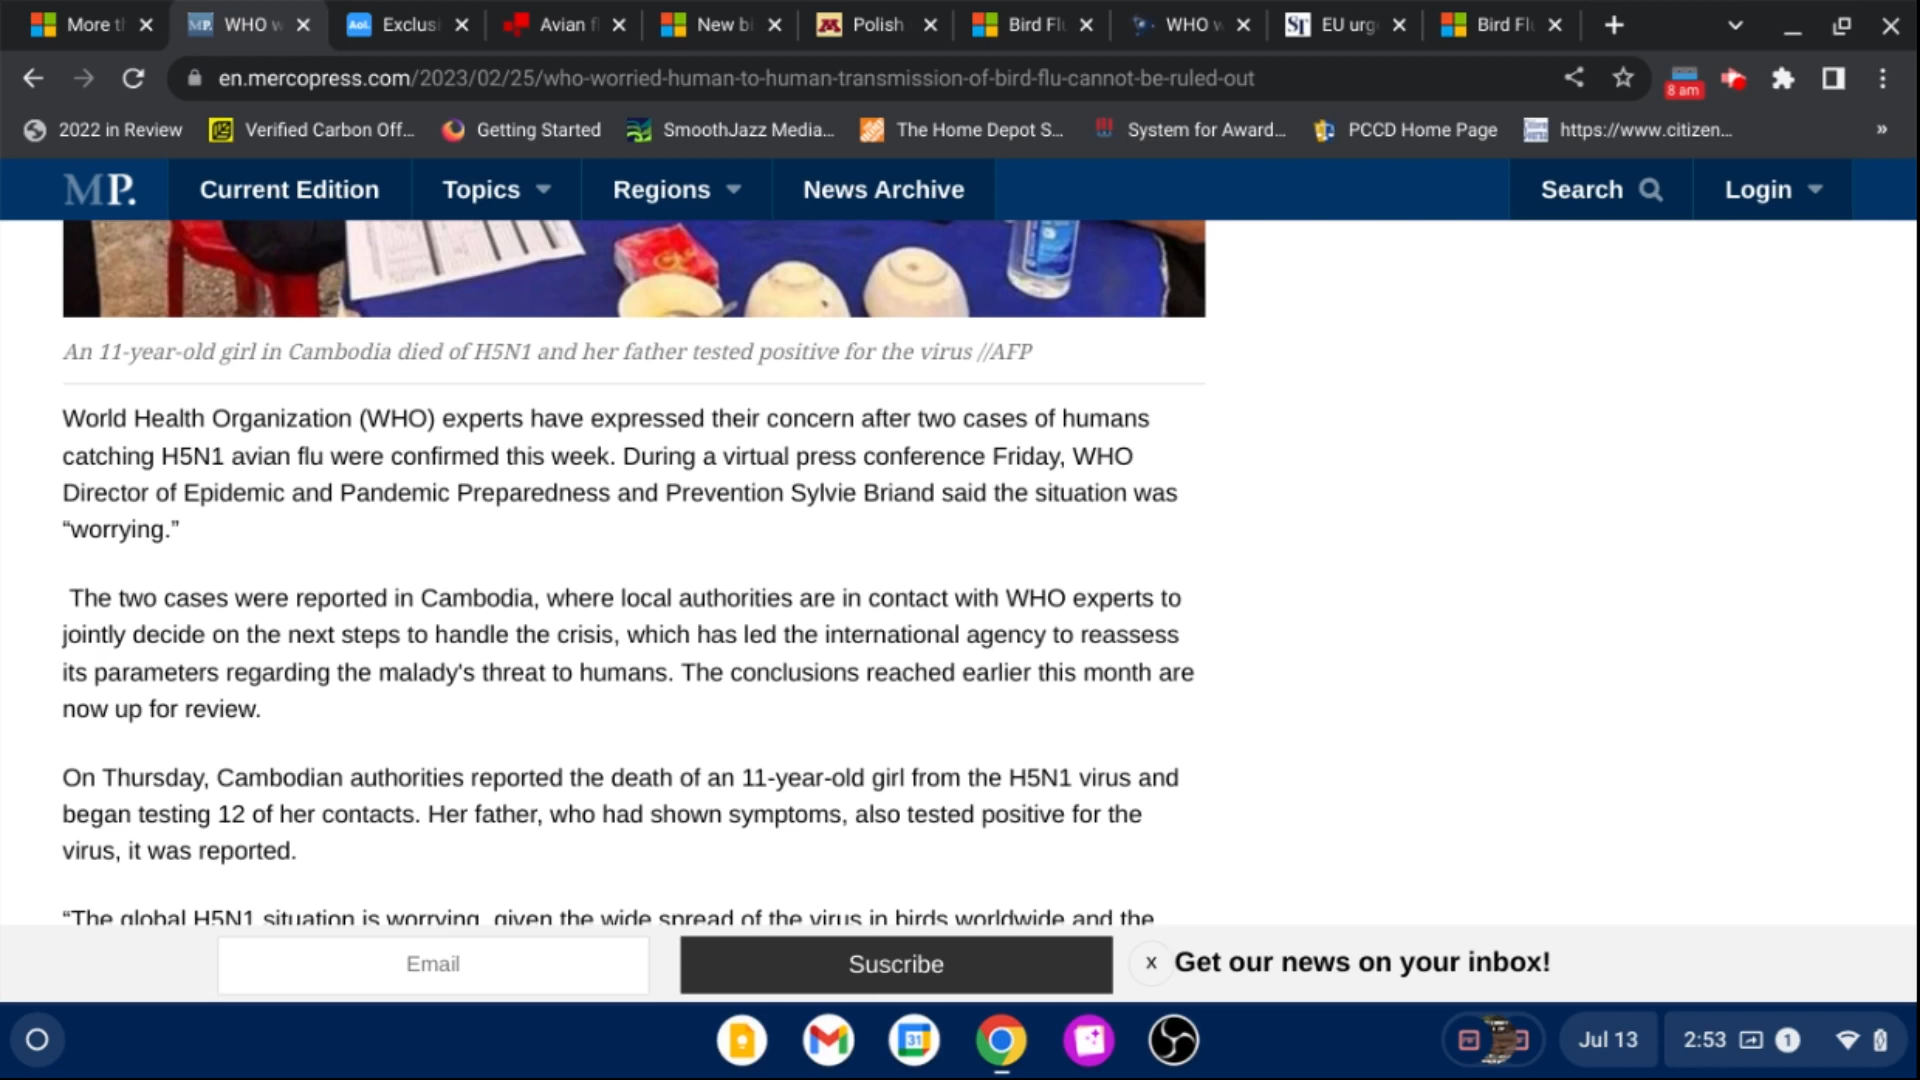 More t
WHO w
Aol.
Exclusi
Avian f
New bi
Polish
Bird Flu
WHO w
Sr
EU urg
Bird Flu
en.mercopress.com/2023/02/25/who-worried-human-to-human-transmission-of-bird-flu-cannot-be-ruled-out
8 am
2022 in Review
Verified Carbon Off...
Getting Started
SmoothJazz Media...
The Home Depot S...
System for Award...
PCCD Home Page
https://www.citizen...
»
MP.
Current Edition
Topics
Regions
News Archive
Search
Login
An 11-year-old girl in Cambodia died of H5N1 and her father tested positive for the virus //AFP
World Health Organization (WHO) experts have expressed their concern after two cases of humans
catching H5N1 avian flu were confirmed this week. During a virtual press conference Friday, WHO
Director of Epidemic and Pandemic Preparedness and Prevention Sylvie Briand said the situation was
“worrying.”
The two cases were reported in Cambodia, where local authorities are in contact with WHO experts to
jointly decide on the next steps to handle the crisis, which has led the international agency to reassess
its parameters regarding the malady's threat to humans. The conclusions reached earlier this month are
now up for review.
On Thursday, Cambodian authorities reported the death of an 11-year-old girl from the H5N1 virus and
began testing 12 of her contacts. Her father, who had shown symptoms, also tested positive for the
virus, it was reported.
“The global H5N1 situation is worrying, given the wide spread of the virus in birds worldwide and the
Email
Suscribe
x
Get our news on your inbox!
31
Jul 13
2:53
1